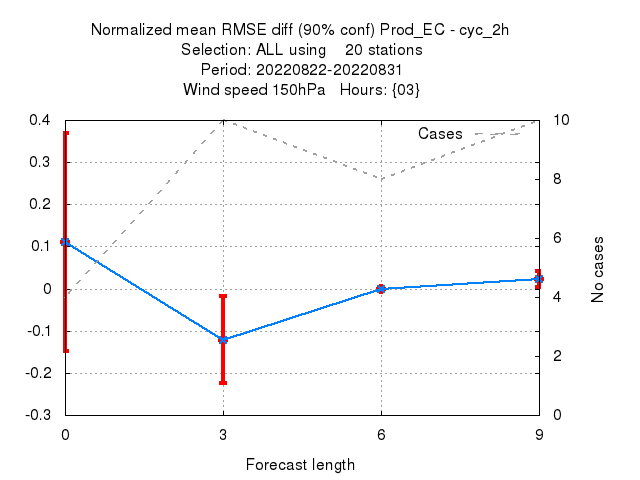 Normalized mean RMSE diff (90% conf) Prod_EC - cyc_2h
Selection: ALL using    20 stations
Period: 20220822-20220831
Wind speed 150hPa   Hours: {03}
Cases
0.4
0.3
0.2
0.1
0
-0.1
-0.2
-0.3
10
8
6
4
2
0
No cases
0
3
6
9
Forecast length